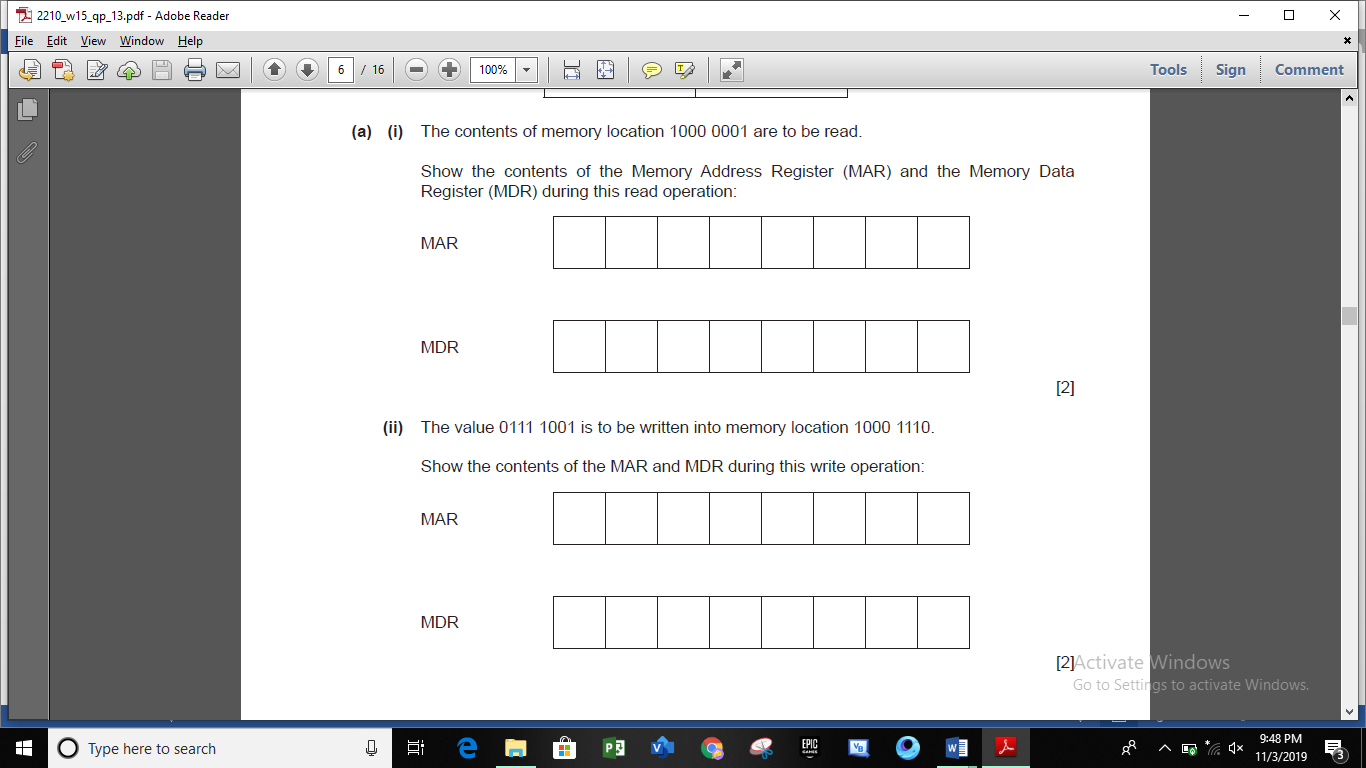 2210_w15_qp_13.pdf - Adobe Reader
File Edit View Window Help
6 / 16 100% Tools Sign Comment
(a) (i) The contents of memory location 1000 0001 are to be read.
Show the contents of the Memory Address Register (MAR) and the Memory Data
Register (MDR) during this read operation:
MAR
MDR
[2]
(ii) The value 0111 1001 is to be written into memory location 1000 1110.
Show the contents of the MAR and MDR during this write operation:
MAR
MDR
[2]
Activate Windows
Go to Settings to activate Windows.
Type here to search
EPIC
GAMES
9:48 PM
11/3/2019
3